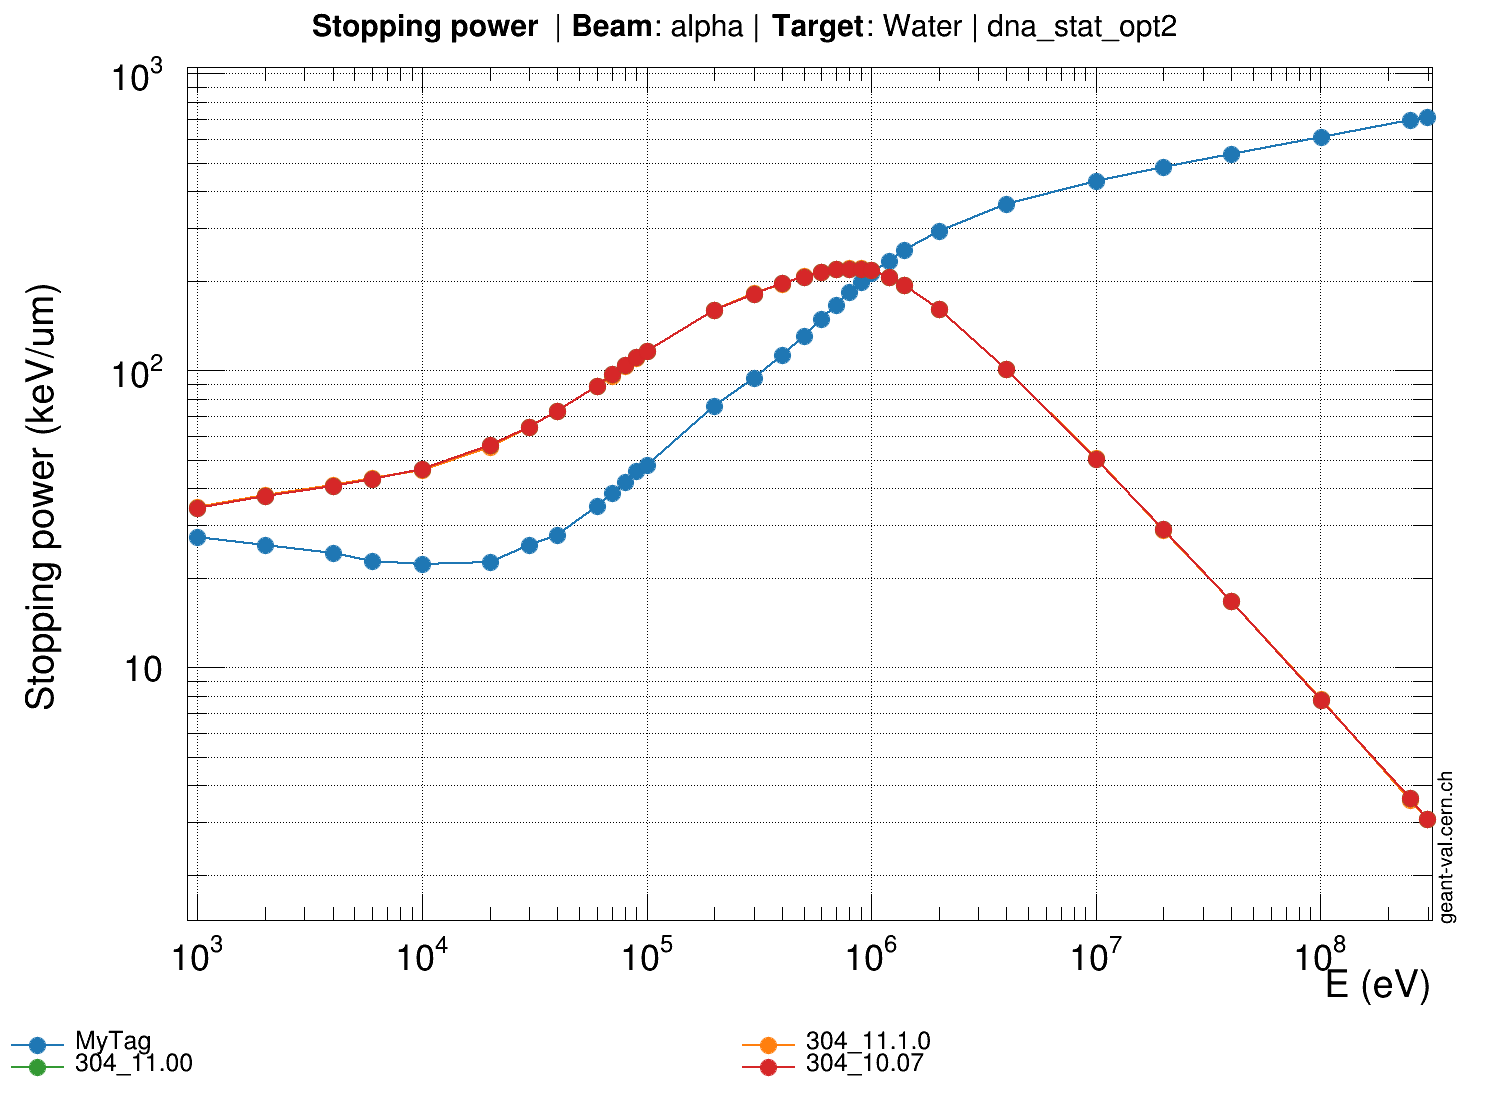 Stopping power | Beam: alpha | Target: Water | dna_stat_opt2
Stopping power (keV/um)
10³
10²
10
10³ 10⁴ 10⁵ 10⁶ 10⁷ 10⁸
E (eV)
geant-val.cern.ch
MyTag
304_11.00
304_11.1.0
304_10.07